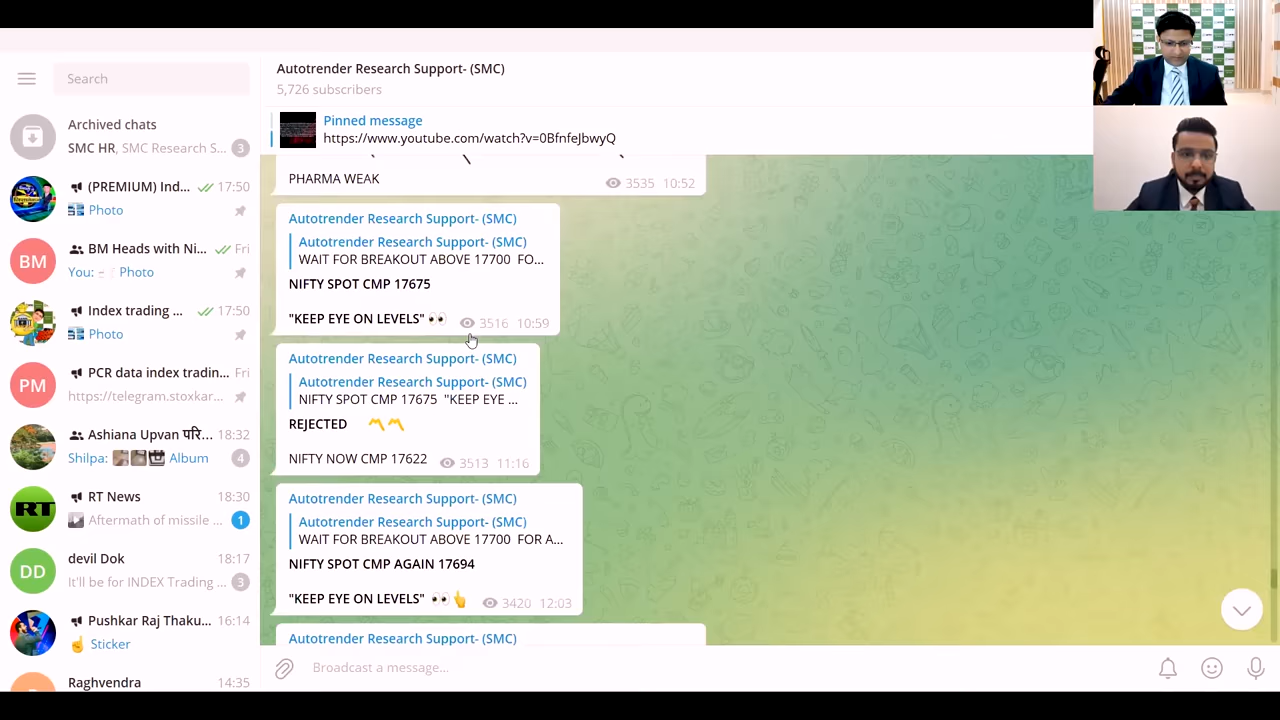 Search
Archived chats
SMC HR, SMC Research S...
3
(PREMIUM) Ind...
17:50
Photo
BM
BM Heads with Ni...
Fri
You:
Photo
Index trading ...
17:50
Photo
PM
PCR data index tradin...
Fri
https://telegram.stoxkar...
Ashiana Upvan परि...
18:32
Shilpa:
Album
4
RT
RT News
18:30
Aftermath of missile ...
1
DD
devil Dok
18:17
It'll be for INDEX Trading ...
3
Pushkar Raj Thaku...
16:14
Sticker
Raghvendra
14:35
Autotrender Research Support- (SMC)
5,726 subscribers
Pinned message
https://www.youtube.com/watch?v=0BfnfeJbwyQ
PHARMA WEAK
3535 10:52
Autotrender Research Support- (SMC)
Autotrender Research Support- (SMC)
WAIT FOR BREAKOUT ABOVE 17700 FO...
NIFTY SPOT CMP 17675
"KEEP EYE ON LEVELS" 👀
3516 10:59
Autotrender Research Support- (SMC)
Autotrender Research Support- (SMC)
NIFTY SPOT CMP 17675 "KEEP EYE ...
REJECTED
NIFTY NOW CMP 17622
3513 11:16
Autotrender Research Support- (SMC)
Autotrender Research Support- (SMC)
WAIT FOR BREAKOUT ABOVE 17700 FOR A...
NIFTY SPOT CMP AGAIN 17694
"KEEP EYE ON LEVELS" 👀👆
3420 12:03
Autotrender Research Support- (SMC)
Broadcast a message...